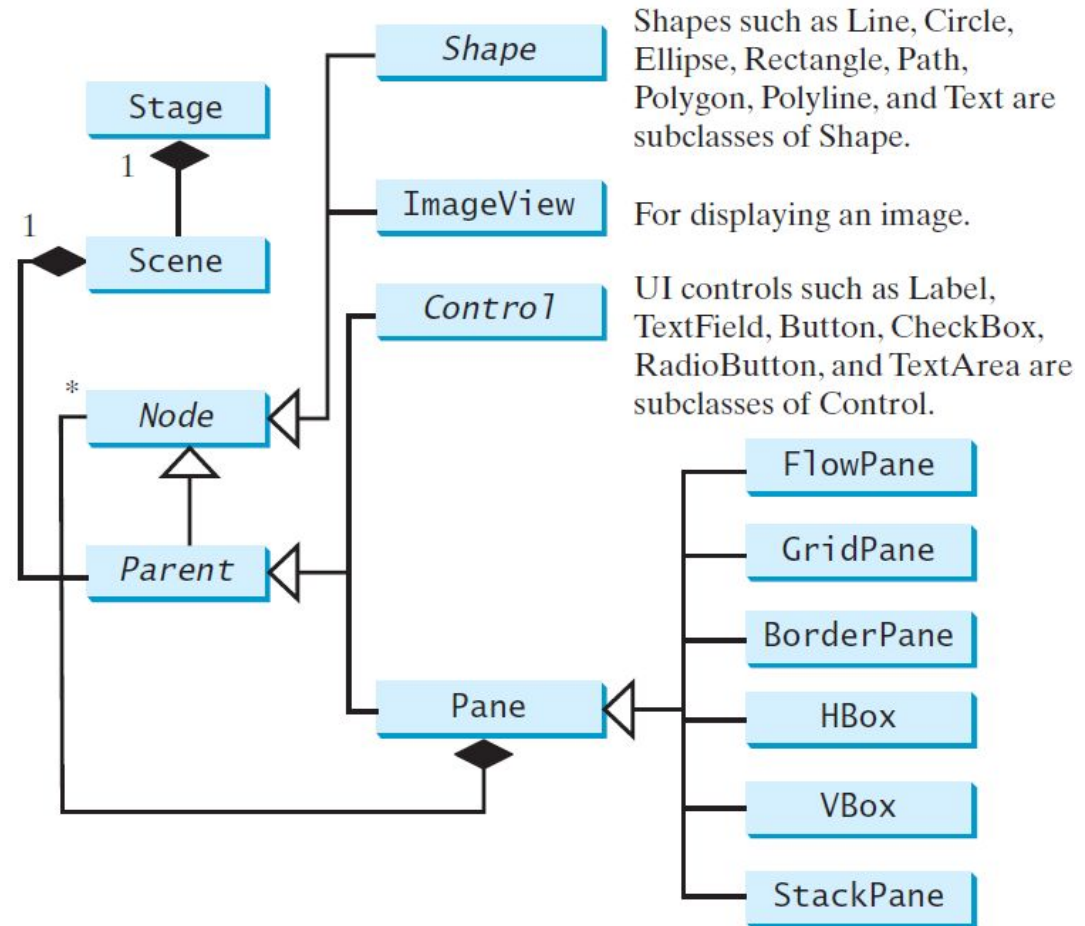 Shape
Shapes such as Line, Circle,
Ellipse, Rectangle, Path,
Polygon, Polyline, and Text are
subclasses of Shape.
Stage
1
ImageView
For displaying an image.
1
Scene
Control
UI controls such as Label,
TextField, Button, CheckBox,
RadioButton, and TextArea are
subclasses of Control.
*
Node
FlowPane
GridPane
Parent
BorderPane
Pane
HBox
VBox
StackPane